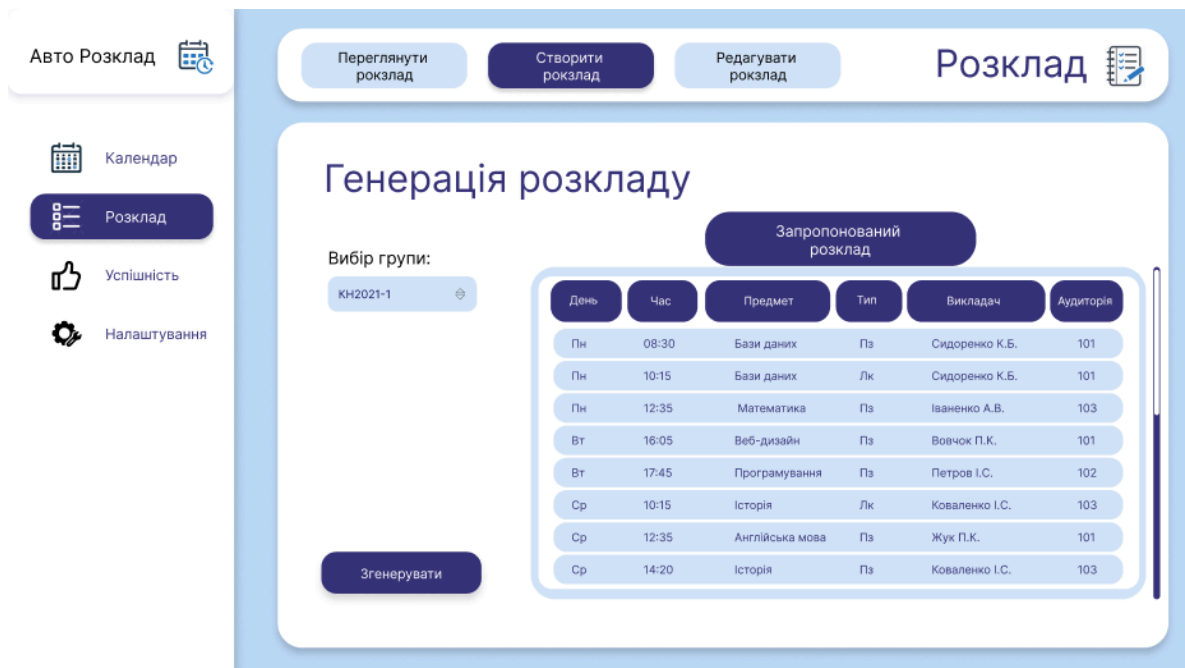 Авто Розклад
Переглянути
рокзлад
Створити
рокзлад
Редагувати
рокзлад
Розклад
Календар
Розклад
Успішність
Налаштування
Генерація розкладу
Вибір групи:
КН2021-1
Згенерувати
Запропонований
розклад
День Час Предмет Тип Викладач Аудиторія
Пн 08:30 Бази даних Пз Сидоренко К.Б. 101
Пн 10:15 Бази даних Лк Сидоренко К.Б. 101
Пн 12:35 Математика Пз Іваненко А.В. 103
Вт 16:05 Веб-дизайн Пз Вовчок П.К. 101
Вт 17:45 Програмування Пз Петров І.С. 102
Ср 10:15 Історія Лк Коваленко І.С. 103
Ср 12:35 Англійська мова Пз Жук П.К. 101
Ср 14:20 Історія Пз Коваленко І.С. 103